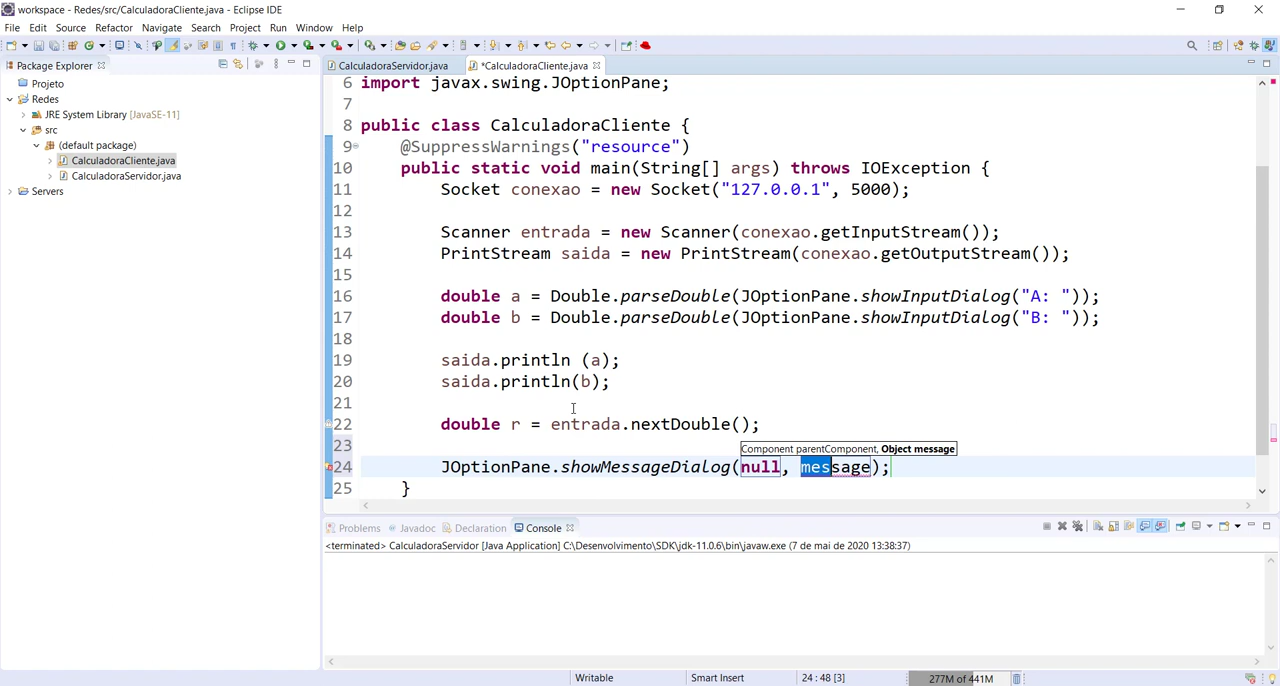 workspace - Redes/src/CalculadoraCliente.java - Eclipse IDE
File Edit Source Refactor Navigate Search Project Run Window Help
Package Explorer
Projeto
Redes
JRE System Library [JavaSE-11]
src
(default package)
CalculadoraCliente.java
CalculadoraServidor.java
Servers
CalculadoraServidor.java *CalculadoraCliente.java
6 import javax.swing.JOptionPane;
7
8 public class CalculadoraCliente {
9 @SuppressWarnings("resource")
10 public static void main(String[] args) throws IOException {
11 Socket conexao = new Socket("127.0.0.1", 5000);
12
13 Scanner entrada = new Scanner(conexao.getInputStream());
14 PrintStream saida = new PrintStream(conexao.getOutputStream());
15
16 double a = Double.parseDouble(JOptionPane.showInputDialog("A: "));
17 double b = Double.parseDouble(JOptionPane.showInputDialog("B: "));
18
19 saida.println (a);
20 saida.println(b);
21
22 double r = entrada.nextDouble();
23
Component parentComponent, Object message
24 JOptionPane.showMessageDialog(null, message);
25 }
Problems Javadoc Declaration Console
<terminated> CalculadoraServidor [Java Application] C:\Desenvolvimento\SDK\jdk-11.0.6\bin\javaw.exe (7 de mai de 2020 13:38:37)
Writable Smart Insert 24 : 48 [3] 277M of 441M